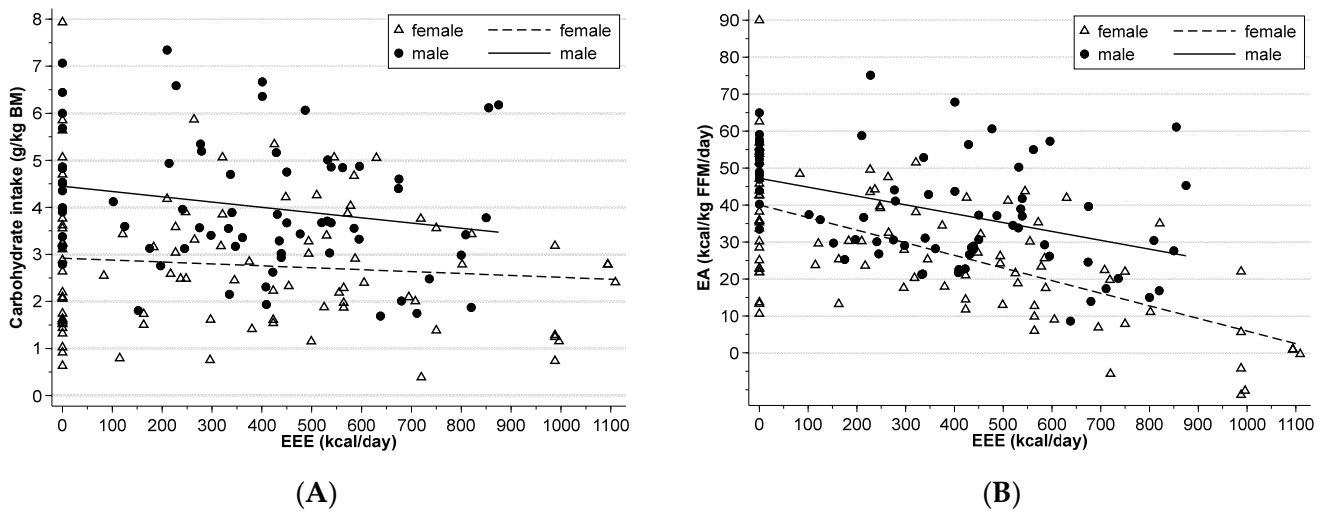 Carbohydrate intake (g/kg BM)
8
7
6
5
4
3
2
1
0
female female
male male
0 100 200 300 400 500 600 700 800 900 1000 1100
EEE (kcal/day)
(A)
EA (kcal/kg FFM/day)
90
80
70
60
50
40
30
20
10
0
female female
male male
0 100 200 300 400 500 600 700 800 900 1000 1100
EEE (kcal/day)
(B)